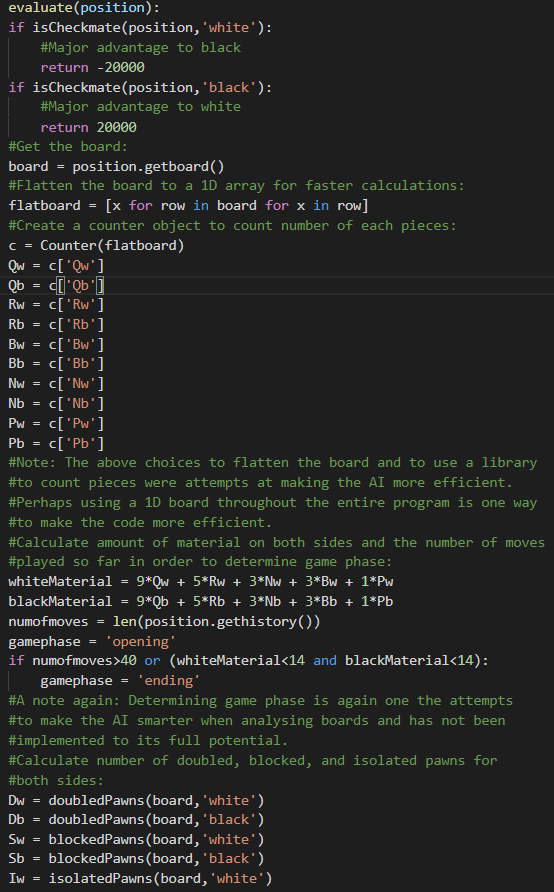 evaluate(position):
if isCheckmate(position,'white'):
    #Major advantage to black
    return -20000
if isCheckmate(position,'black'):
    #Major advantage to white
    return 20000
#Get the board:
board = position.getboard()
#Flatten the board to a 1D array for faster calculations:
flatboard = [x for row in board for x in row]
#Create a counter object to count number of each pieces:
c = Counter(flatboard)
Qw = c['Qw']
Qb = c['Qb']
Rw = c['Rw']
Rb = c['Rb']
Bw = c['Bw']
Bb = c['Bb']
Nw = c['Nw']
Nb = c['Nb']
Pw = c['Pw']
Pb = c['Pb']
#Note: The above choices to flatten the board and to use a library
#to count pieces were attempts at making the AI more efficient.
#Perhaps using a 1D board throughout the entire program is one way
#to make the code more efficient.
#Calculate amount of material on both sides and the number of moves
#played so far in order to determine game phase:
whiteMaterial = 9*Qw + 5*Rw + 3*Nw + 3*Bw + 1*Pw
blackMaterial = 9*Qb + 5*Rb + 3*Nb + 3*Bb + 1*Pb
numofmoves = len(position.gethistory())
gamephase = 'opening'
if numofmoves>40 or (whiteMaterial<14 and blackMaterial<14):
    gamephase = 'ending'
#A note again: Determining game phase is again one the attempts
#to make the AI smarter when analysing boards and has not been
#implemented to its full potential.
#Calculate number of doubled, blocked, and isolated pawns for
#both sides:
Dw = doubledPawns(board,'white')
Db = doubledPawns(board,'black')
Sw = blockedPawns(board,'white')
Sb = blockedPawns(board,'black')
Iw = isolatedPawns(board,'white')